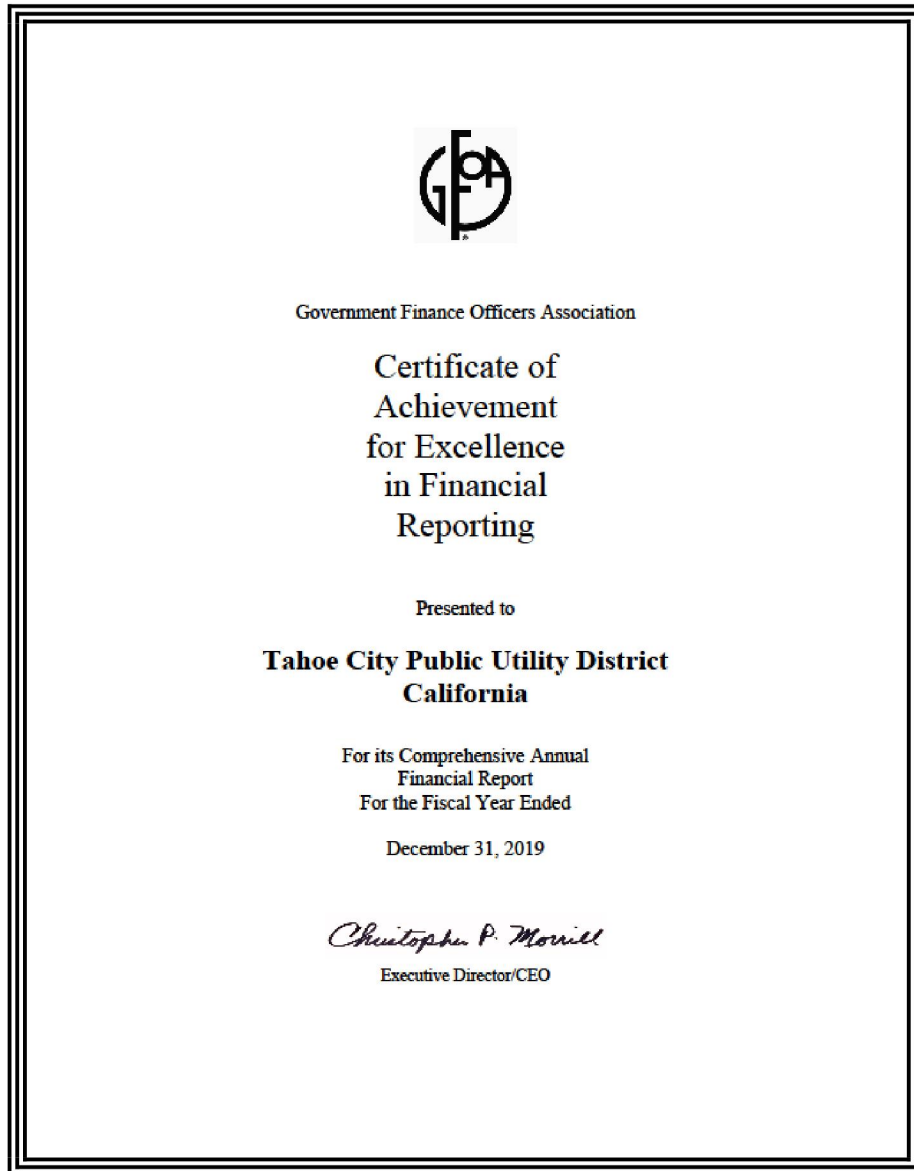 GFOA
Government Finance Officers Association
Certificate of
Achievement
for Excellence
in Financial
Reporting
Presented to
Tahoe City Public Utility District
California
For its Comprehensive Annual
Financial Report
For the Fiscal Year Ended
December 31, 2019
Christopher P. Morrill
Executive Director/CEO